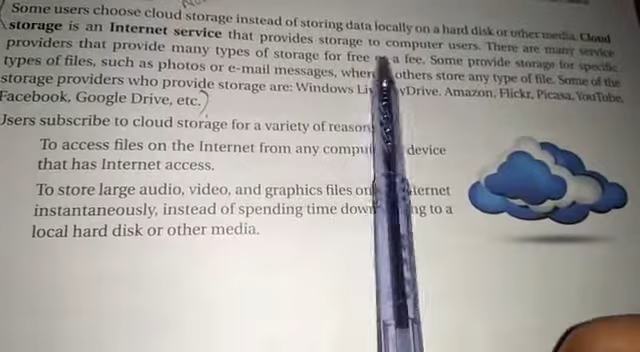 Some users choose cloud storage instead of storing data locally on a hard disk or other media. Cloud
storage is an Internet service that provides storage to computer users. There are many service
providers that provide many types of storage for free a fee. Some provide storage for specific
types of files, such as photos or e-mail messages, others store any type of file. Some of the
storage providers who provide storage are: Windows yDrive, Amazon, Flickr, Picasa, YouTube,
Facebook, Google Drive, etc.
Users subscribe to cloud storage for a variety of reason
To access files on the Internet from any compu device
that has Internet access.
To store large audio, video, and graphics files on ternet
instantaneously, instead of spending time down ng to a
local hard disk or other media.